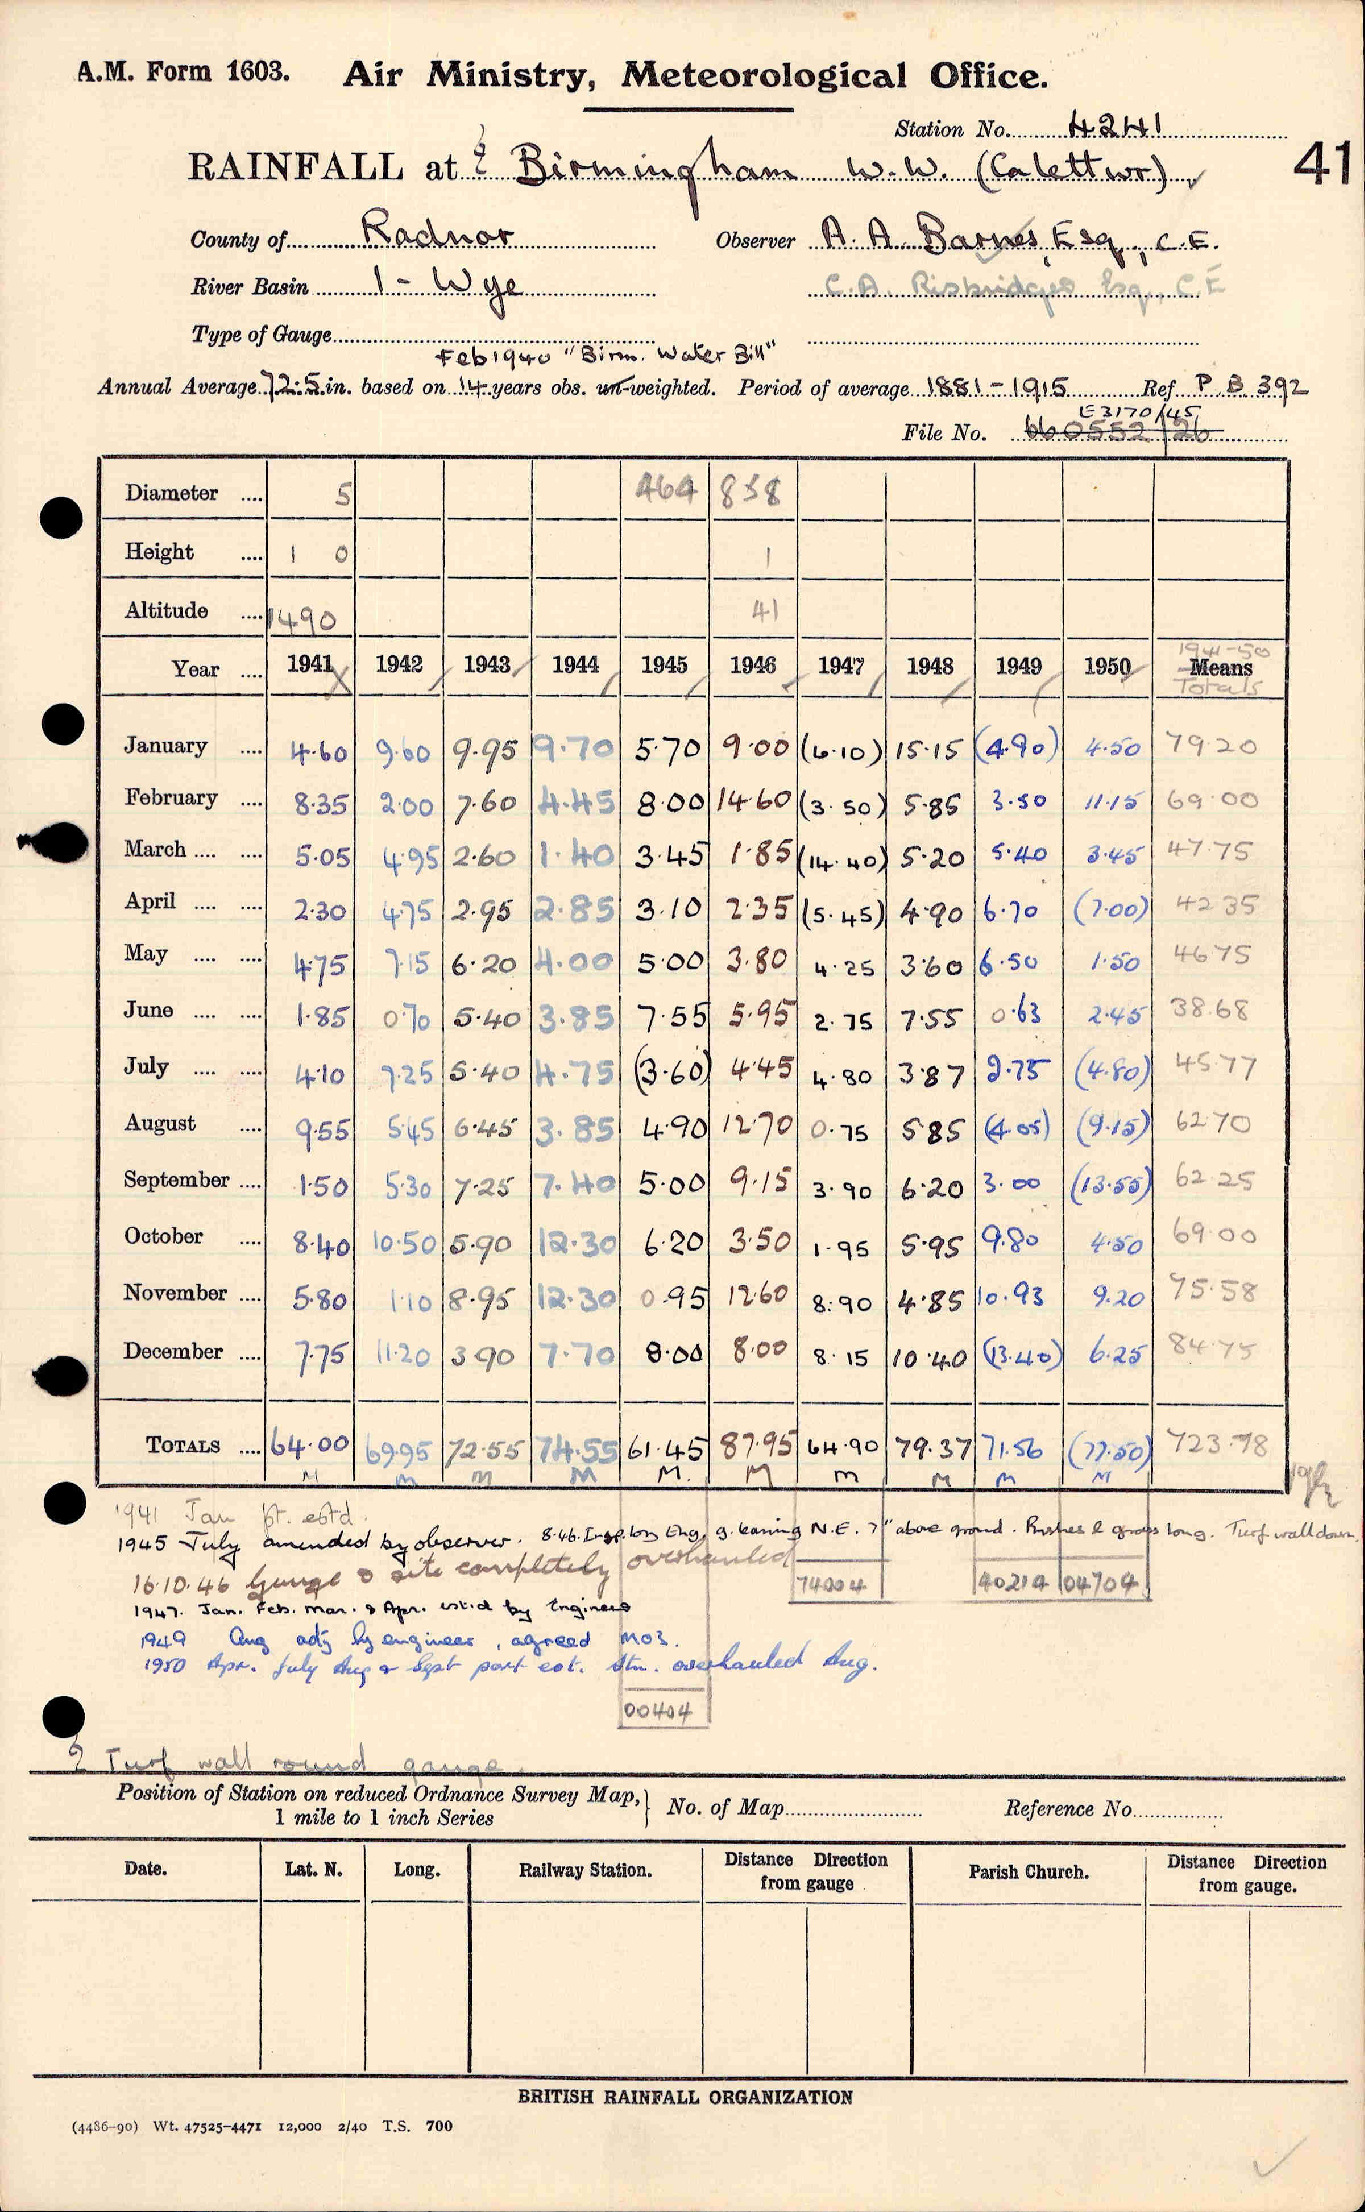 A.M. Form 1603. Air Ministry, Meteorological Office.
Station No. 4241
RAINFALL at Birmingham W.W. (Calettwr) 41
County of Radnor Observer A. A. Barnes, Esq., C.E.
River Basin 1 - Wye C.A. Risbridger Esq., C.E
Type of Gauge
Feb 1940 "Birm. Water Bill"
Annual Average 72.5 in. based on 14 years obs. un-weighted. Period of average 1881-1915 Ref P.B. 392
E3170/45
File No. 660552/26
Diameter .... 5 464 858
Height .... 1 0 1
Altitude .... 1490 41
1941-50
Year .... 1941 1942 1943 1944 1945 1946 1947 1948 1949 1950 Means
Totals
January .... 4.60 9.60 9.95 9.70 5.70 9.00 (6.10) 15.15 (4.90) 4.50 79.20
February .... 8.35 2.00 7.60 4.45 8.00 14.60 (3.50) 5.85 3.50 11.15 69.00
March .... .... 5.05 4.95 2.60 1.40 3.45 1.85 (14.40) 5.20 5.40 3.45 47.75
April .... .... 2.30 4.75 2.95 2.85 3.10 2.35 (5.45) 4.90 6.70 (7.00) 42.35
May .... .... 4.75 7.15 6.20 4.00 5.00 3.80 4.25 3.60 6.50 1.50 46.75
June .... .... 1.85 0.70 5.40 3.85 7.55 5.95 2.75 7.55 0.63 2.45 38.68
July .... .... 4.10 7.25 5.40 4.75 (3.60) 4.45 4.80 3.87 2.75 (4.80) 45.77
August .... 9.55 5.45 6.45 3.85 4.90 12.70 0.75 5.85 (4.05) (9.15) 62.70
September .... 1.50 5.30 7.25 7.40 5.00 9.15 3.90 6.20 3.00 (13.55) 62.25
October .... 8.40 10.50 5.90 12.30 6.20 3.50 1.95 5.95 9.80 4.50 69.00
November .... 5.80 1.10 8.95 12.30 0.95 12.60 8.90 4.85 10.93 9.20 75.58
December .... 7.75 11.20 3.90 7.70 8.00 8.00 8.15 10.40 (13.40) 6.25 84.75
TOTALS .... 64.00 69.95 72.55 74.55 61.45 87.95 64.90 79.37 71.56 (77.50) 723.78
M M M M M. M M M M M
1941 Jan pt. estd.
1945 July amended by observer. 8.46. Insp. by Eng. g. leaning N.E. 7" above ground. Rushes & grass long. Turf wall down.
16.10.46 Gauge & site completely overhauled
74004 40214 04704
1947. Jan. Feb. Mar. & Apr. est.d by Engineer
1949 Aug adj by engineer, agreed MO3.
1950 Apr. July Aug & Sept part est. Stn. overhauled Aug.
00404
Turf wall round gauge.
Position of Station on reduced Ordnance Survey Map, 1 mile to 1 inch Series } No. of Map Reference No.
Date. Lat. N. Long. Railway Station. Distance Direction from gauge Parish Church. Distance Direction from gauge.
BRITISH RAINFALL ORGANIZATION
(4486-90) Wt. 47525-4471 12,000 2/40 T.S. 700